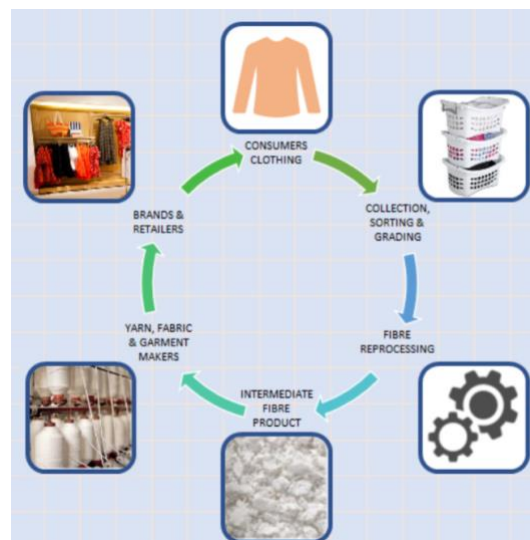 CONSUMERS
CLOTHING
COLLECTION,
SORTING &
GRADING
FIBRE
REPROCESSING
INTERMEDIATE
FIBRE
PRODUCT
YARN, FABRIC
& GARMENT
MAKERS
BRANDS &
RETAILERS